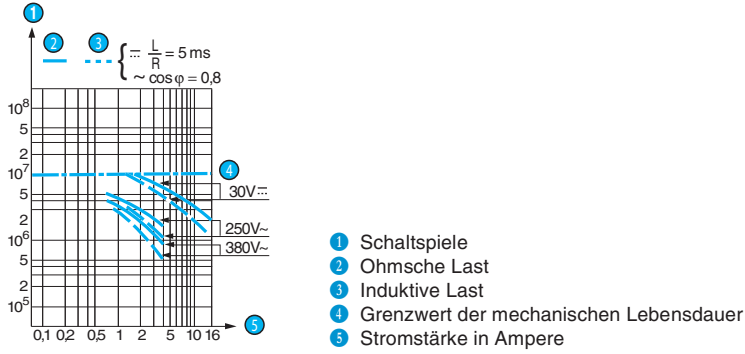 1
2 3
L
= 5 ms
R
~ cos φ = 0,8
10⁸
5
2
10⁷ 4
5
30V⎓
2
250V~
10⁶
380V~
5
2
10⁵
5
0,1 0,2 0,5 1 2 5 10 16
1 Schaltspiele
2 Ohmsche Last
3 Induktive Last
4 Grenzwert der mechanischen Lebensdauer
5 Stromstärke in Ampere